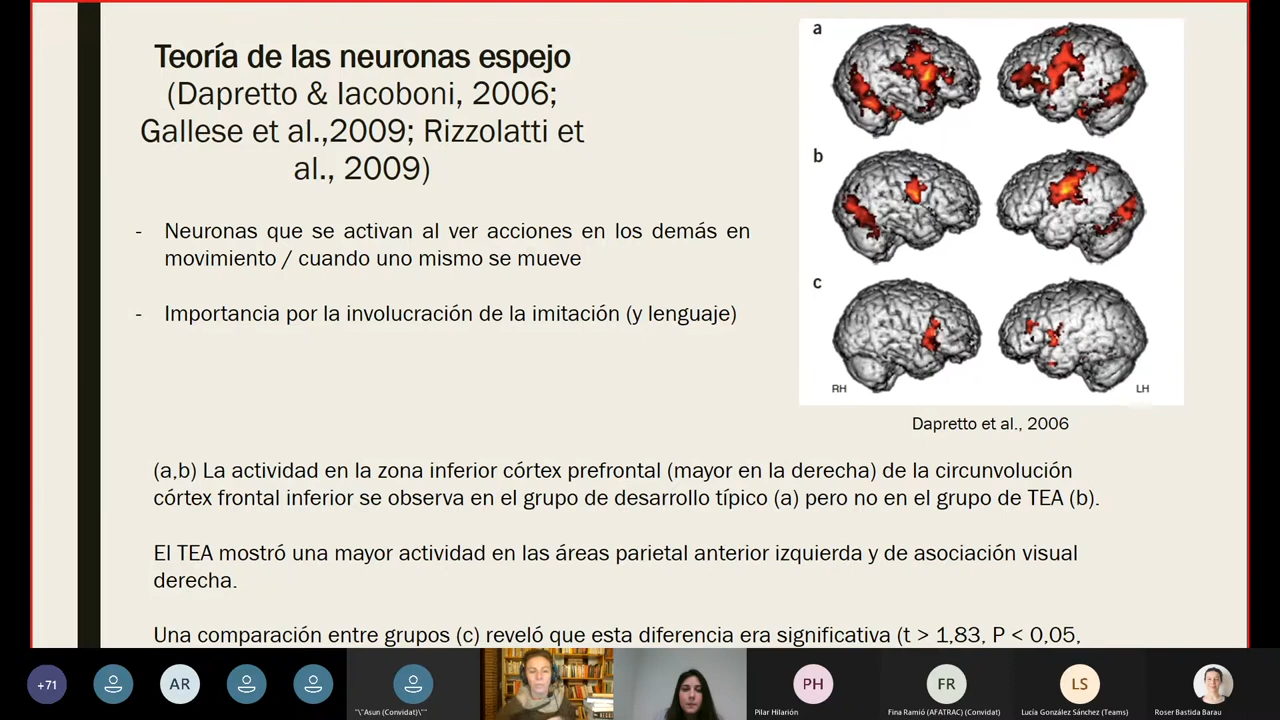 Teoría de las neuronas espejo
(Dapretto & Iacoboni, 2006;
Gallese et al.,2009; Rizzolatti et
al., 2009)
- Neuronas que se activan al ver acciones en los demás en
movimiento / cuando uno mismo se mueve
- Importancia por la involucración de la imitación (y lenguaje)
a
b
c
RH
LH
Dapretto et al., 2006
(a,b) La actividad en la zona inferior córtex prefrontal (mayor en la derecha) de la circunvolución
córtex frontal inferior se observa en el grupo de desarrollo típico (a) pero no en el grupo de TEA (b).
El TEA mostró una mayor actividad en las áreas parietal anterior izquierda y de asociación visual
derecha.
Una comparación entre grupos (c) reveló que esta diferencia era significativa (t > 1,83, P < 0,05,
+71
AR
"\"Asun (Convidat)\""
PH
Pilar Hilarión
FR
Fina Ramió (AFATRAC) (Convidat)
LS
Lucía González Sánchez (Teams)
Roser Bastida Barau